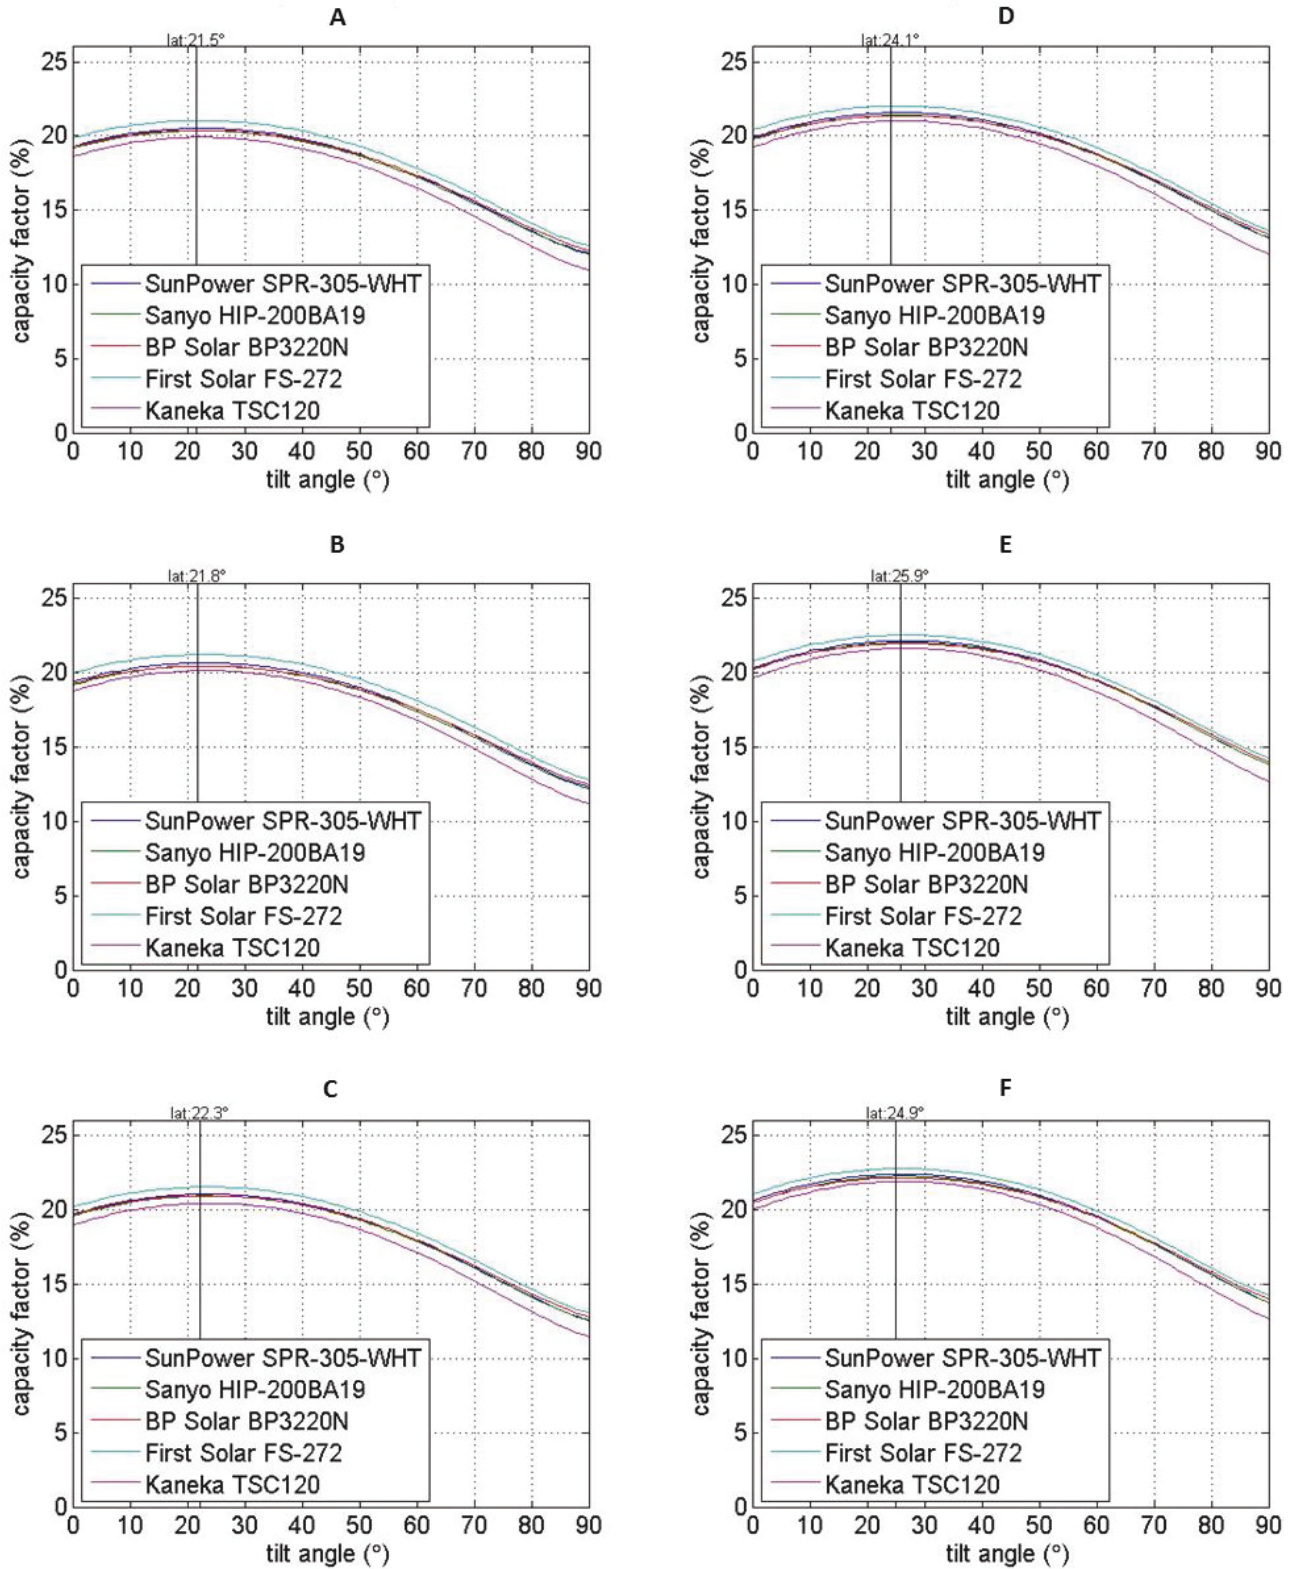 A
lat:21.5°
25
20
15
10
5
0
capacity factor (%)
SunPower SPR-305-WHT
Sanyo HIP-200BA19
BP Solar BP3220N
First Solar FS-272
Kaneka TSC120
0 10 20 30 40 50 60 70 80 90
tilt angle (°)
D
lat:24.1°
25
20
15
10
5
0
capacity factor (%)
SunPower SPR-305-WHT
Sanyo HIP-200BA19
BP Solar BP3220N
First Solar FS-272
Kaneka TSC120
0 10 20 30 40 50 60 70 80 90
tilt angle (°)
B
lat:21.8°
25
20
15
10
5
0
capacity factor (%)
SunPower SPR-305-WHT
Sanyo HIP-200BA19
BP Solar BP3220N
First Solar FS-272
Kaneka TSC120
0 10 20 30 40 50 60 70 80 90
tilt angle (°)
E
lat:25.9°
25
20
15
10
5
0
capacity factor (%)
SunPower SPR-305-WHT
Sanyo HIP-200BA19
BP Solar BP3220N
First Solar FS-272
Kaneka TSC120
0 10 20 30 40 50 60 70 80 90
tilt angle (°)
C
lat:22.3°
25
20
15
10
5
0
capacity factor (%)
SunPower SPR-305-WHT
Sanyo HIP-200BA19
BP Solar BP3220N
First Solar FS-272
Kaneka TSC120
0 10 20 30 40 50 60 70 80 90
tilt angle (°)
F
lat:24.9°
25
20
15
10
5
0
capacity factor (%)
SunPower SPR-305-WHT
Sanyo HIP-200BA19
BP Solar BP3220N
First Solar FS-272
Kaneka TSC120
0 10 20 30 40 50 60 70 80 90
tilt angle (°)